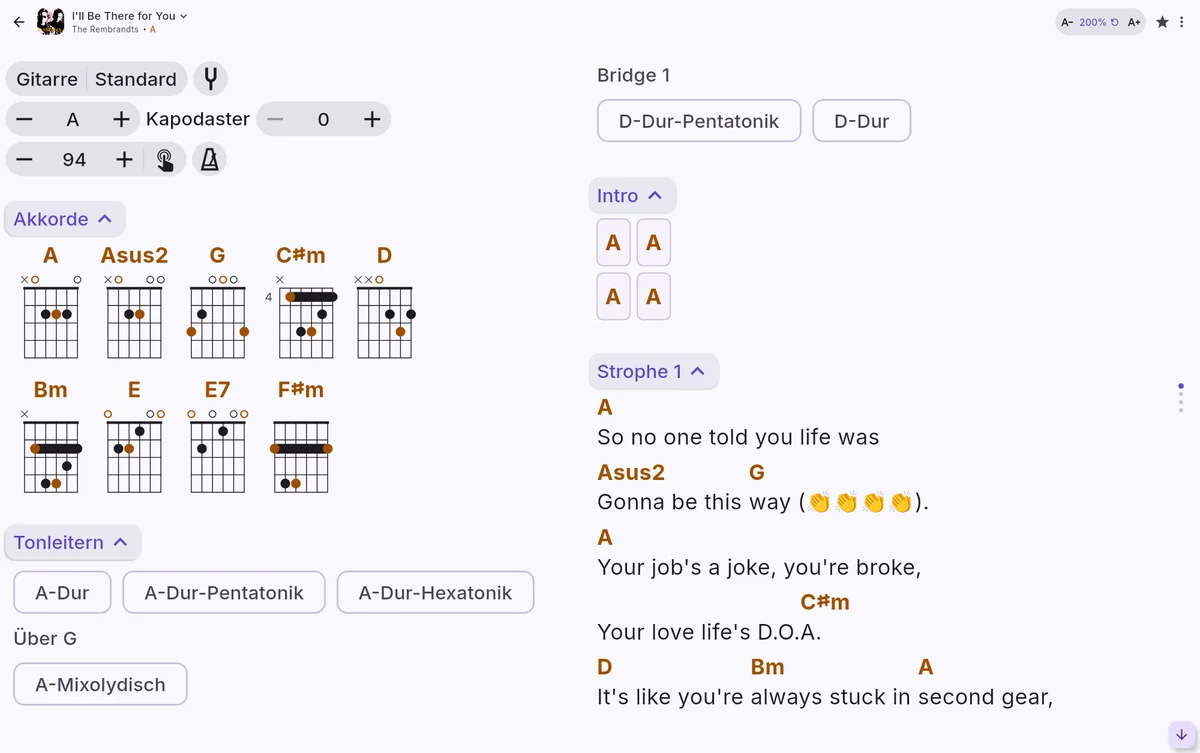 I'll Be There for You
The Rembrandts • A
A- 200% A+
Gitarre Standard
− A + Kapodaster − 0 +
− 94 +
Akkorde
A Asus2 G C♯m D
4
Bm E E7 F♯m
Tonleitern
A-Dur A-Dur-Pentatonik A-Dur-Hexatonik
Über G
A-Mixolydisch
Bridge 1
D-Dur-Pentatonik D-Dur
Intro
A A
A A
Strophe 1
A
So no one told you life was
Asus2 G
Gonna be this way (👏👏👏👏).
A
Your job's a joke, you're broke,
C♯m
Your love life's D.O.A.
D Bm A
It's like you're always stuck in second gear,